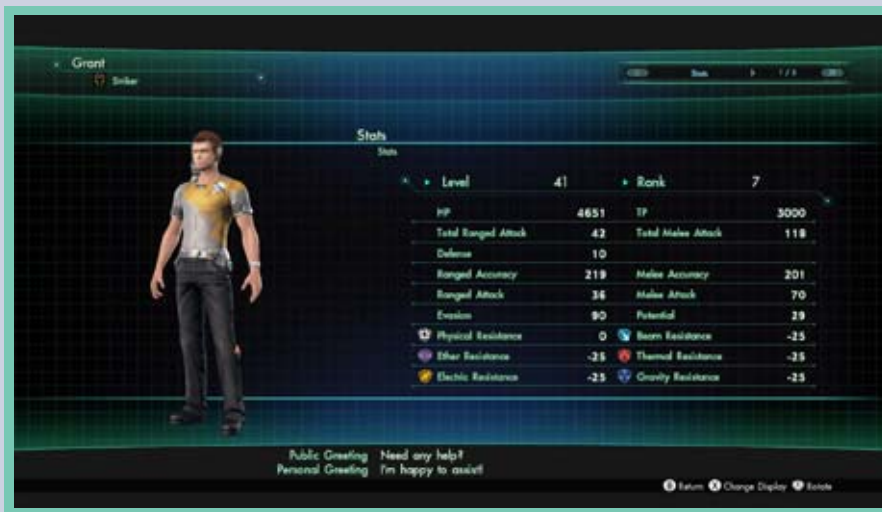 Grant
Striker
Stats 1/3
Stats
Stats
Level 41 Rank 7
HP 4651 TP 3000
Total Ranged Attack 42 Total Melee Attack 118
Defense 10
Ranged Accuracy 219 Melee Accuracy 201
Ranged Attack 36 Melee Attack 70
Evasion 90 Potential 29
Physical Resistance 0 Beam Resistance -25
Ether Resistance -25 Thermal Resistance -25
Electric Resistance -25 Gravity Resistance -25
Public Greeting Need any help?
Personal Greeting I'm happy to assist!
B Return X Change Display Rotate